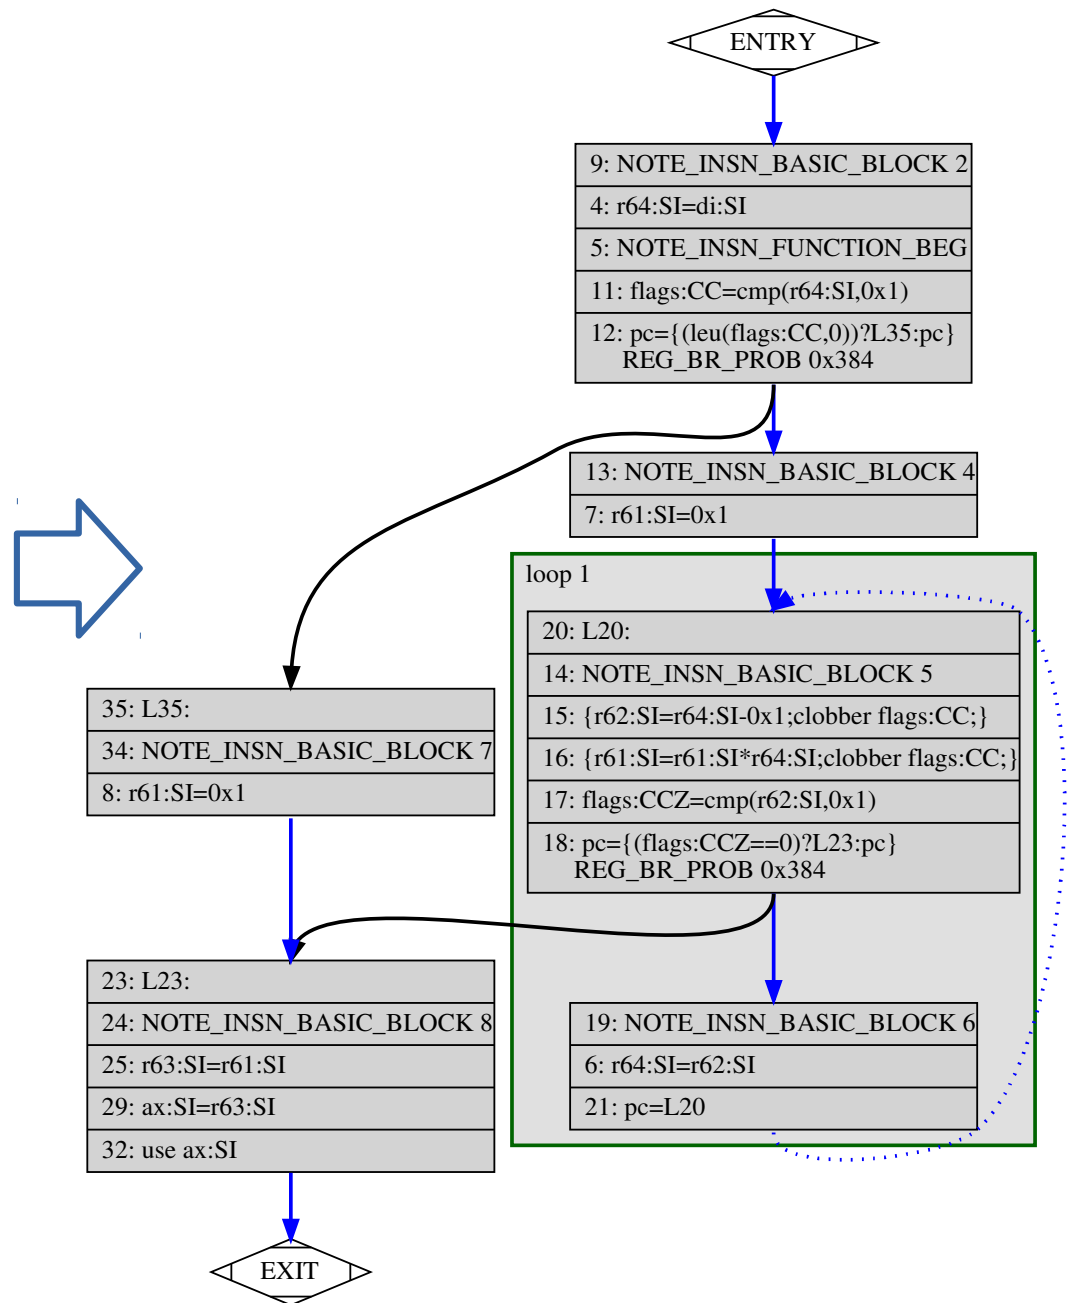 ENTRY
9: NOTE_INSN_BASIC_BLOCK 2
4: r64:SI=di:SI
5: NOTE_INSN_FUNCTION_BEG
11: flags:CC=cmp(r64:SI,0x1)
12: pc={(leu(flags:CC,0))?L35:pc}
REG_BR_PROB 0x384
13: NOTE_INSN_BASIC_BLOCK 4
7: r61:SI=0x1
loop 1
20: L20:
14: NOTE_INSN_BASIC_BLOCK 5
15: {r62:SI=r64:SI-0x1;clobber flags:CC;}
16: {r61:SI=r61:SI*r64:SI;clobber flags:CC;}
17: flags:CCZ=cmp(r62:SI,0x1)
18: pc={(flags:CCZ==0)?L23:pc}
REG_BR_PROB 0x384
35: L35:
34: NOTE_INSN_BASIC_BLOCK 7
8: r61:SI=0x1
19: NOTE_INSN_BASIC_BLOCK 6
6: r64:SI=r62:SI
21: pc=L20
23: L23:
24: NOTE_INSN_BASIC_BLOCK 8
25: r63:SI=r61:SI
29: ax:SI=r63:SI
32: use ax:SI
EXIT